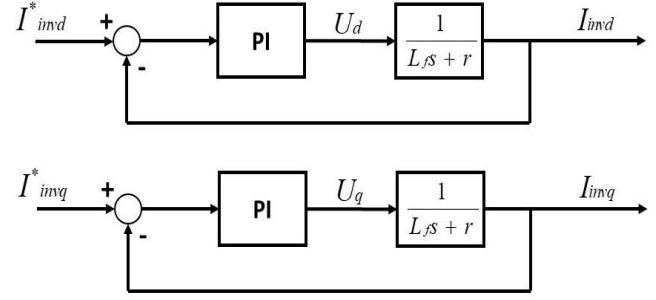 I*invd + - PI Ud 1/(Lfs + r) Iinvd
I*invq + - PI Uq 1/(Lfs + r) Iinvq